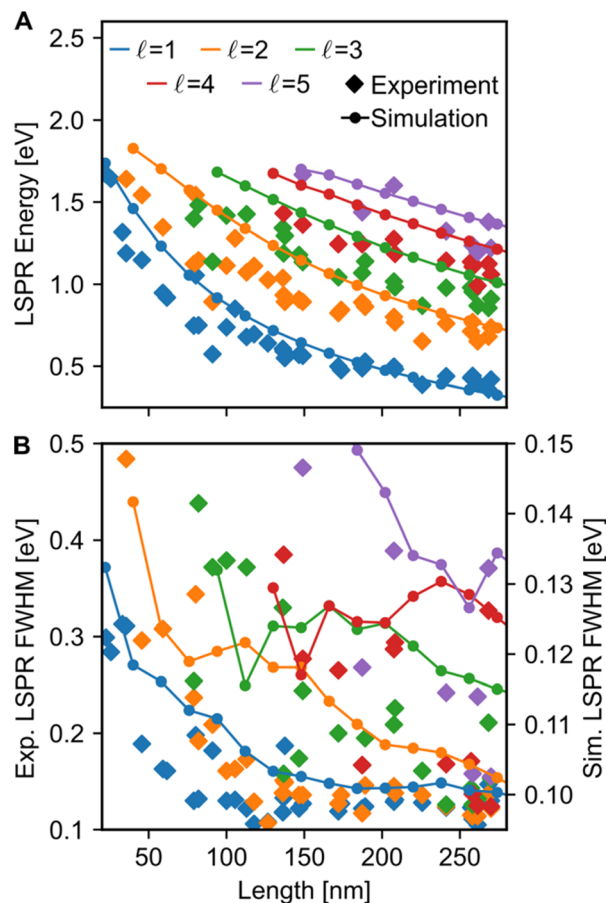 A
2.5
2.0
1.5
1.0
0.5
LSPR Energy [eV]
ℓ=1
ℓ=2
ℓ=3
ℓ=4
ℓ=5
Experiment
Simulation
B
0.5
0.4
0.3
0.2
0.1
Exp. LSPR FWHM [eV]
0.15
0.14
0.13
0.12
0.11
0.10
Sim. LSPR FWHM [eV]
50
100
150
200
250
Length [nm]